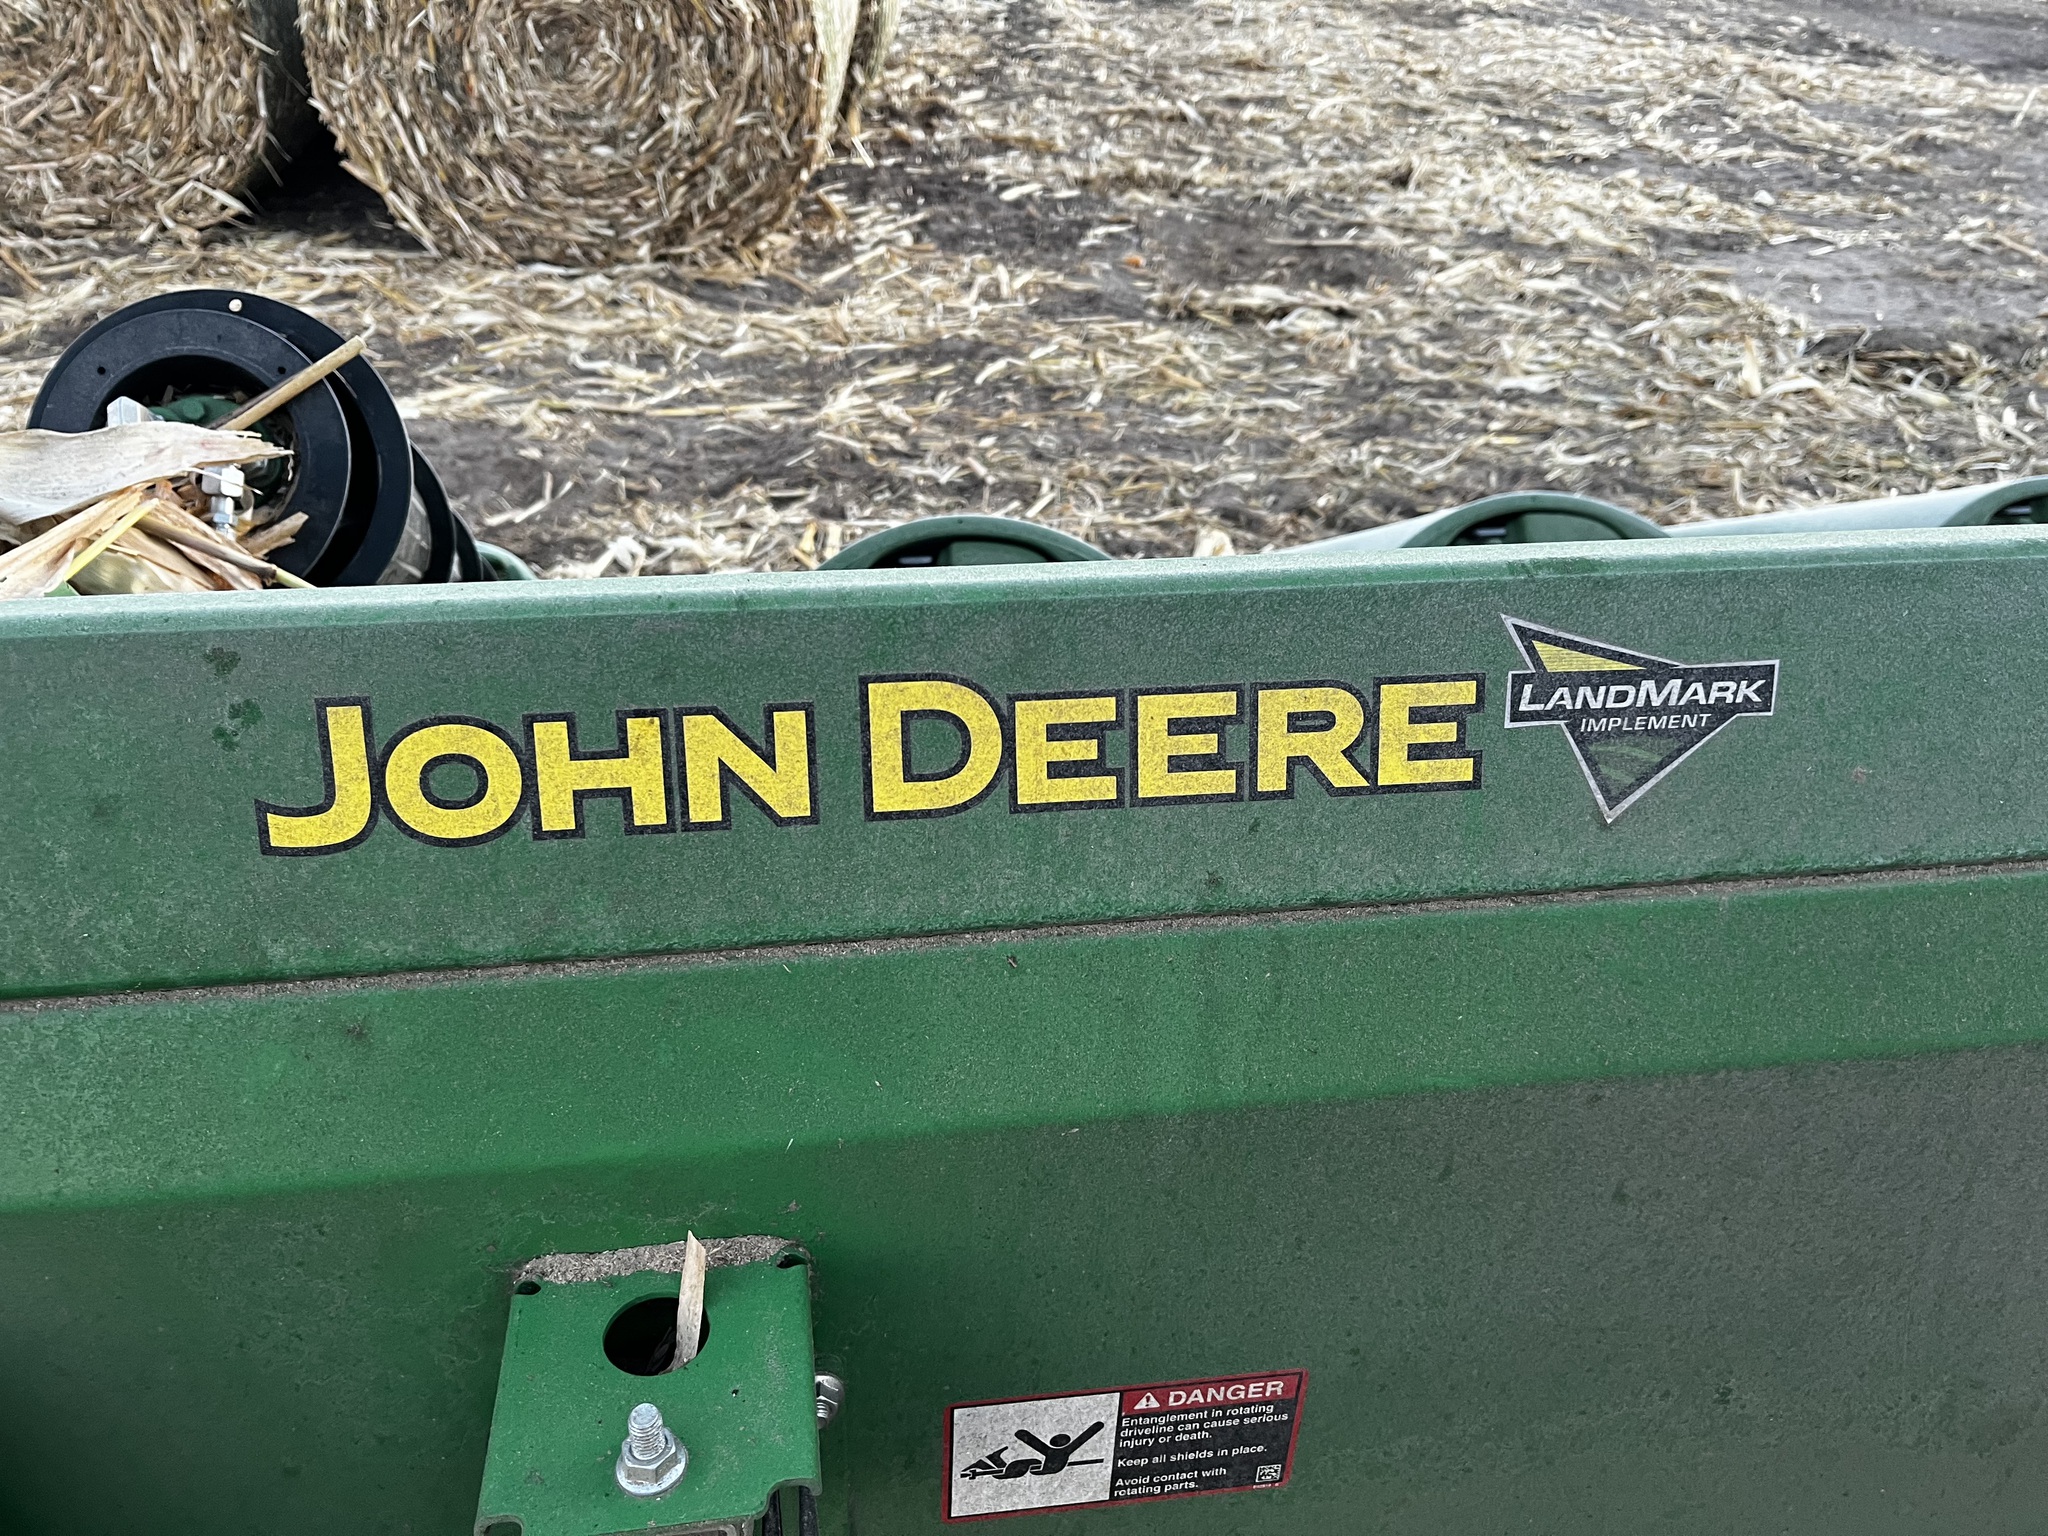 JOHN DEERE
LANDMARK
IMPLEMENT
DANGER
Entanglement in rotating
driveline can cause serious
injury or death.
Keep all shields in place.
Avoid contact with
rotating parts.